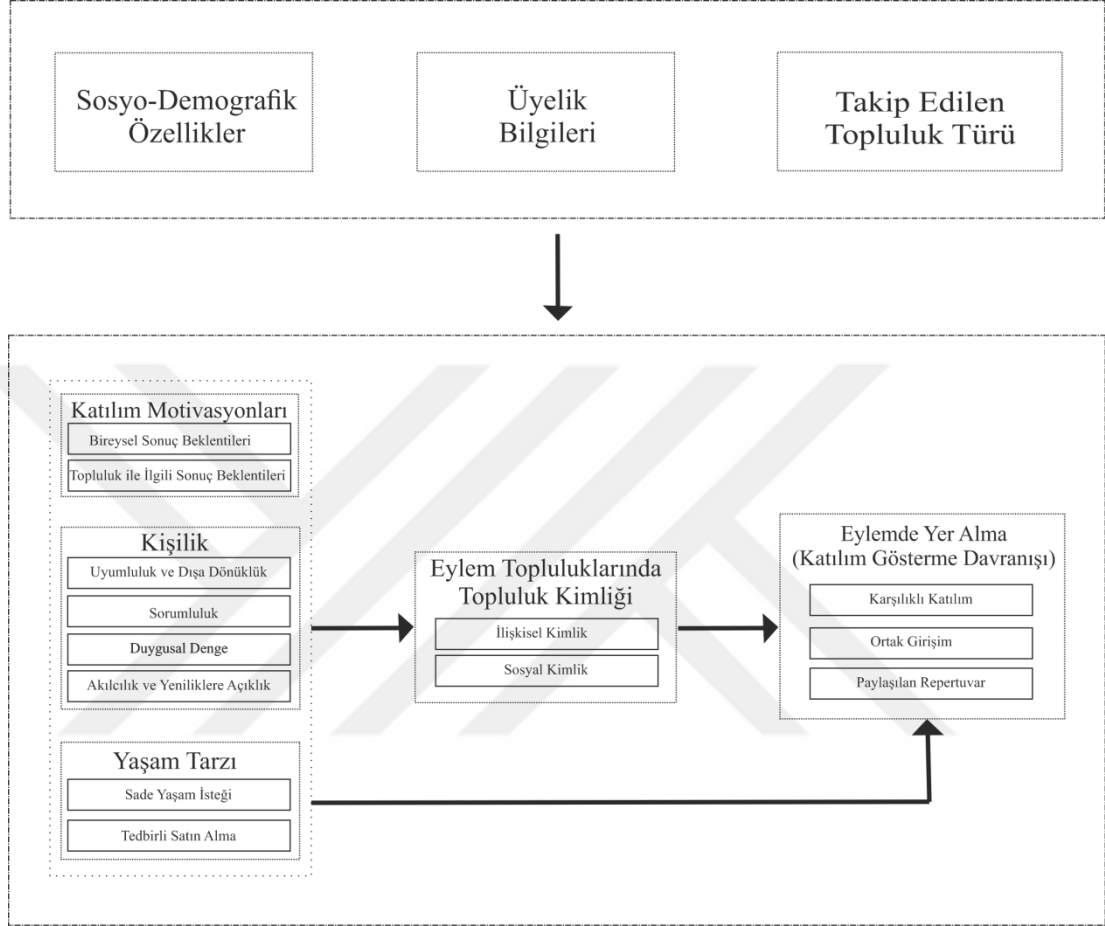 Sosyo-Demografik
Özellikler
Üyelik
Bilgileri
Takip Edilen
Topluluk Türü
Katılım Motivasyonları
Bireysel Sonuç Beklentileri
Topluluk ile İlgili Sonuç Beklentileri
Kişilik
Uyumluluk ve Dışa Dönüklük
Sorumluluk
Duygusal Denge
Akılcılık ve Yeniliklere Açıklık
Yaşam Tarzı
Sade Yaşam İsteği
Tedbirli Satın Alma
Eylem Topluluklarında
Topluluk Kimliği
İlişkisel Kimlik
Sosyal Kimlik
Eylemde Yer Alma
(Katılım Gösterme Davranışı)
Karşılıklı Katılım
Ortak Girişim
Paylaşılan Repertuvar